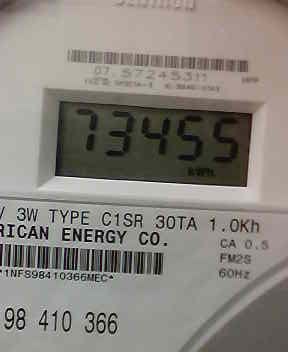 07.57245311
73455
V 3W TYPE C1SR 30TA 1.0Kh
RICAN ENERGY CO.
CA 0.5
FM2S
60Hz
*1NFS98410366MEC*
98 410 366